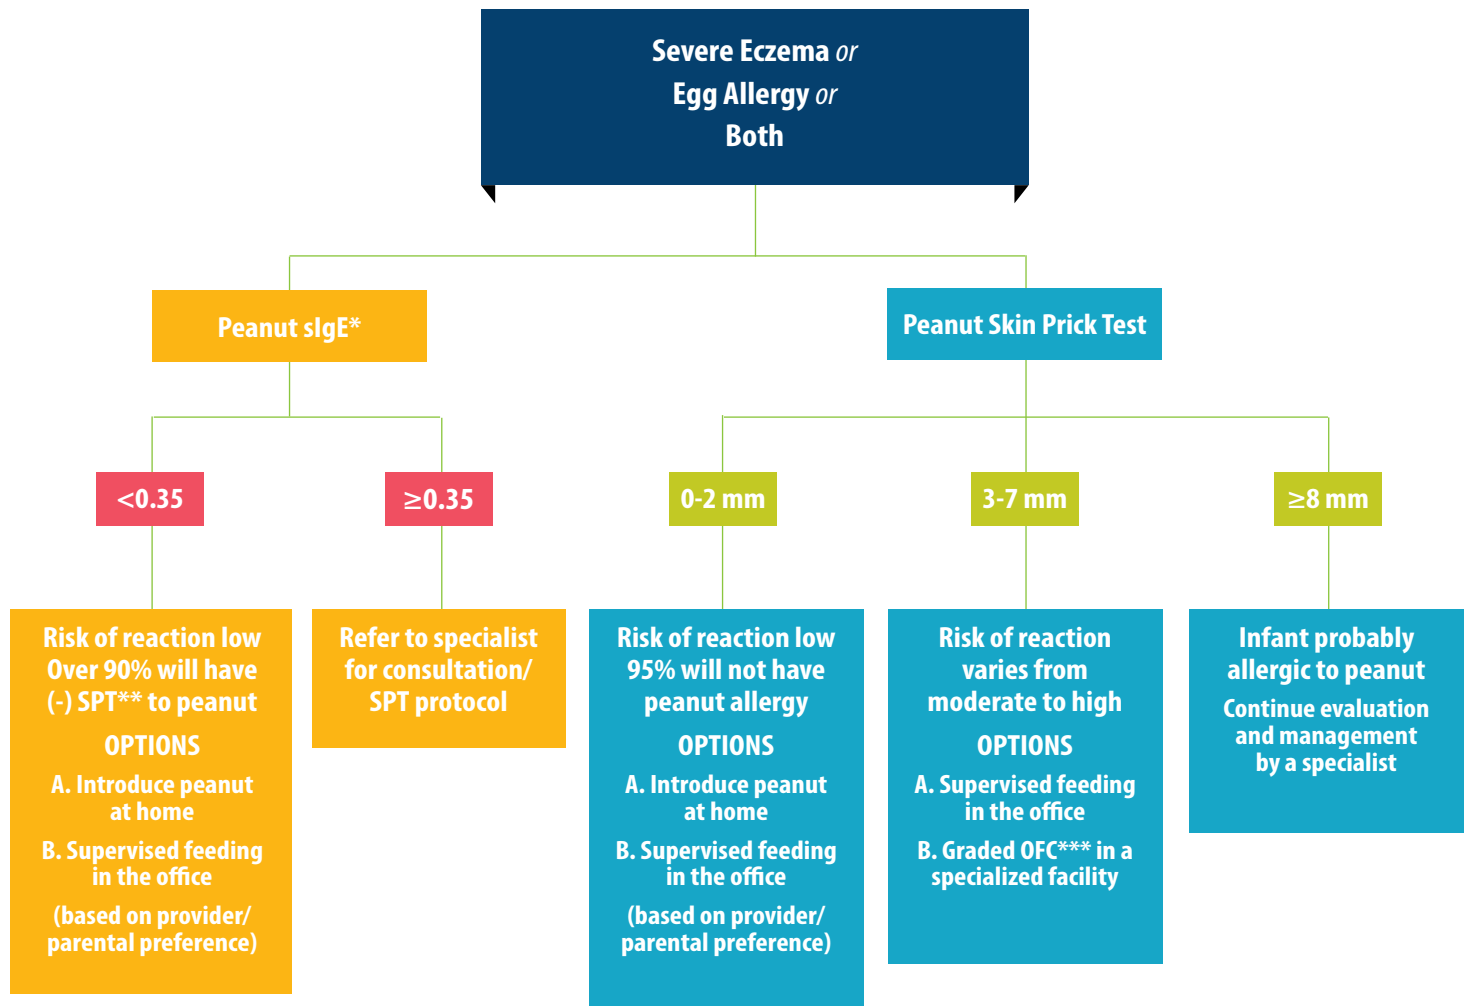 Severe Eczema or
Egg Allergy or
Both
Peanut sIgE*
Peanut Skin Prick Test
<0.35
≥0.35
0-2 mm
3-7 mm
≥8 mm
Risk of reaction low
Over 90% will have
(-) SPT** to peanut
OPTIONS
A. Introduce peanut
at home
B. Supervised feeding
in the office
(based on provider/
parental preference)
Refer to specialist
for consultation/
SPT protocol
Risk of reaction low
95% will not have
peanut allergy
OPTIONS
A. Introduce peanut
at home
B. Supervised feeding
in the office
(based on provider/
parental preference)
Risk of reaction
varies from
moderate to high
OPTIONS
A. Supervised feeding
in the office
B. Graded OFC*** in a
specialized facility
Infant probably
allergic to peanut
Continue evaluation
and management
by a specialist